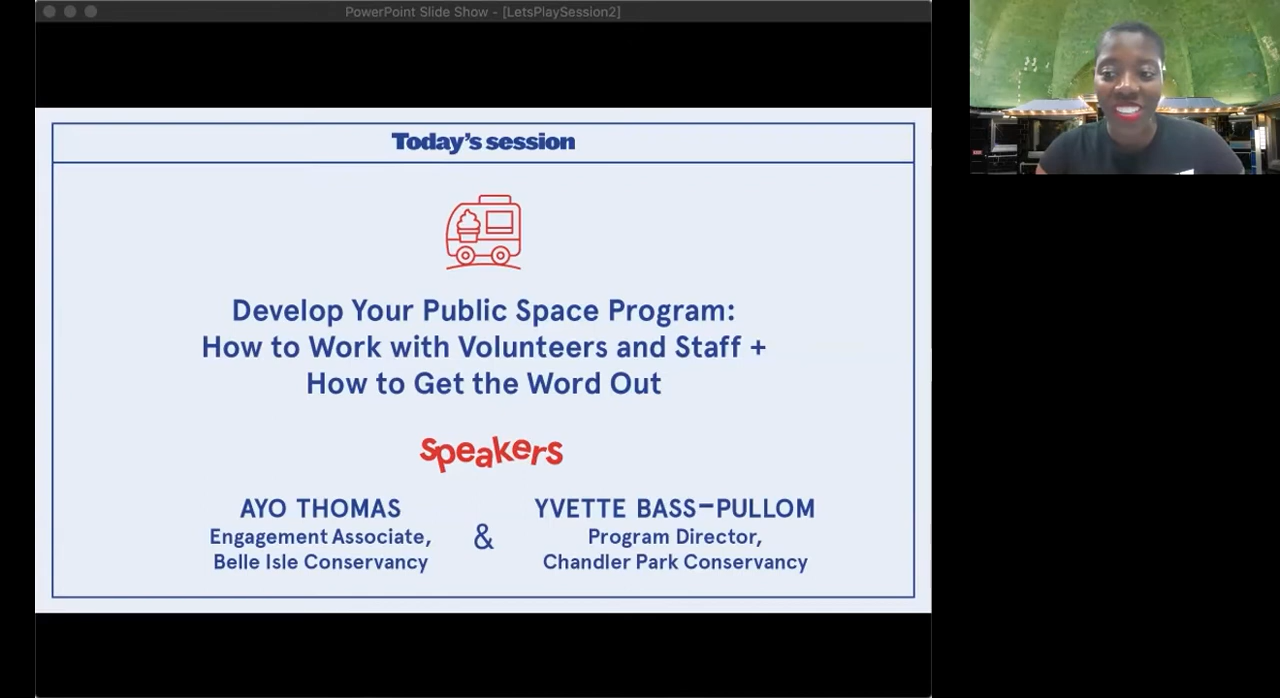 PowerPoint Slide Show - [LetsPlaySession2]
Today's session
Develop Your Public Space Program:
How to Work with Volunteers and Staff +
How to Get the Word Out
speakers
AYO THOMAS
Engagement Associate,
Belle Isle Conservancy
&
YVETTE BASS-PULLOM
Program Director,
Chandler Park Conservancy